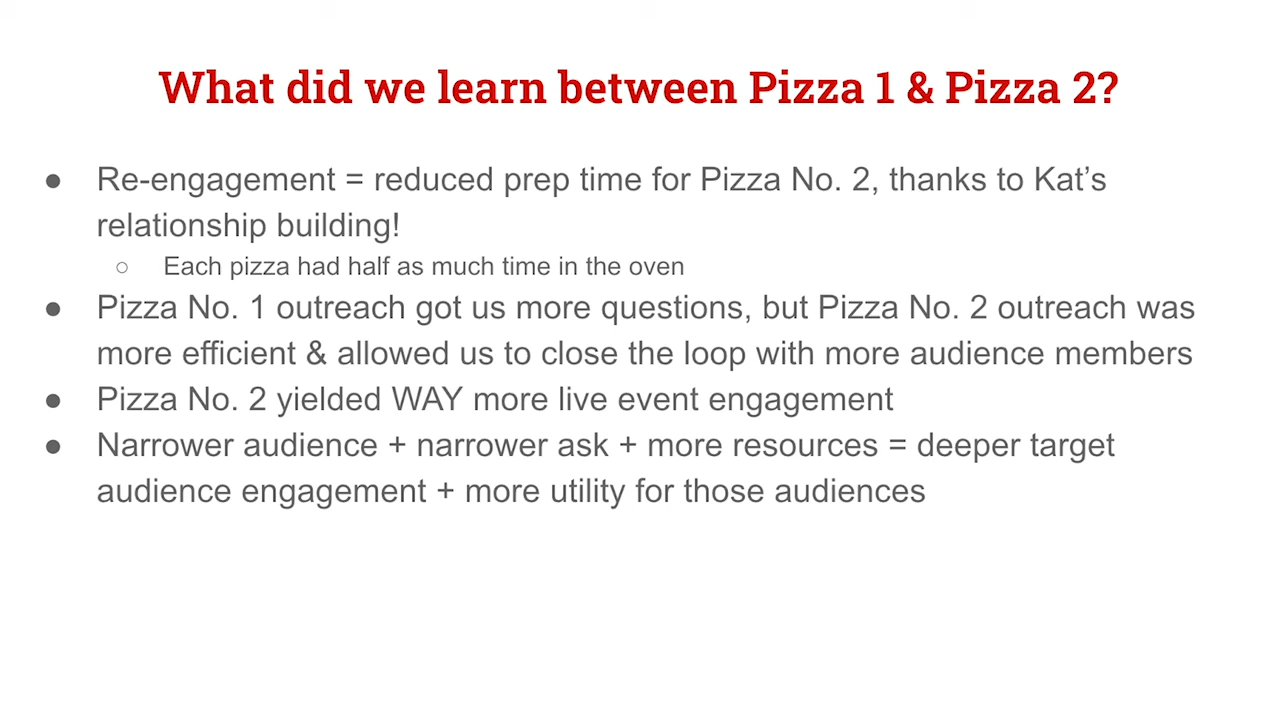 What did we learn between Pizza 1 & Pizza 2?
● Re-engagement = reduced prep time for Pizza No. 2, thanks to Kat’s
relationship building!
○ Each pizza had half as much time in the oven
● Pizza No. 1 outreach got us more questions, but Pizza No. 2 outreach was
more efficient & allowed us to close the loop with more audience members
● Pizza No. 2 yielded WAY more live event engagement
● Narrower audience + narrower ask + more resources = deeper target
audience engagement + more utility for those audiences